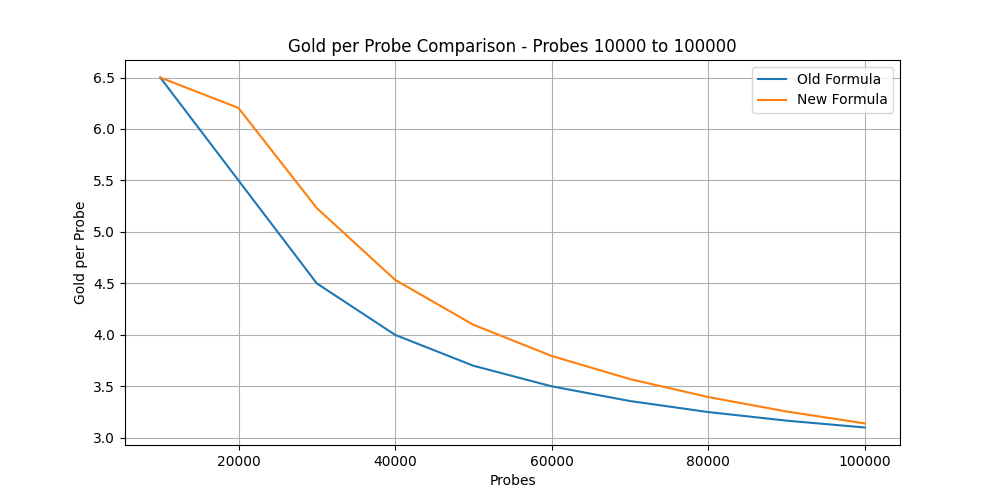 Gold per Probe Comparison - Probes 10000 to 100000
Old Formula
New Formula
Gold per Probe
6.5
6.0
5.5
5.0
4.5
4.0
3.5
3.0
20000
40000
60000
80000
100000
Probes